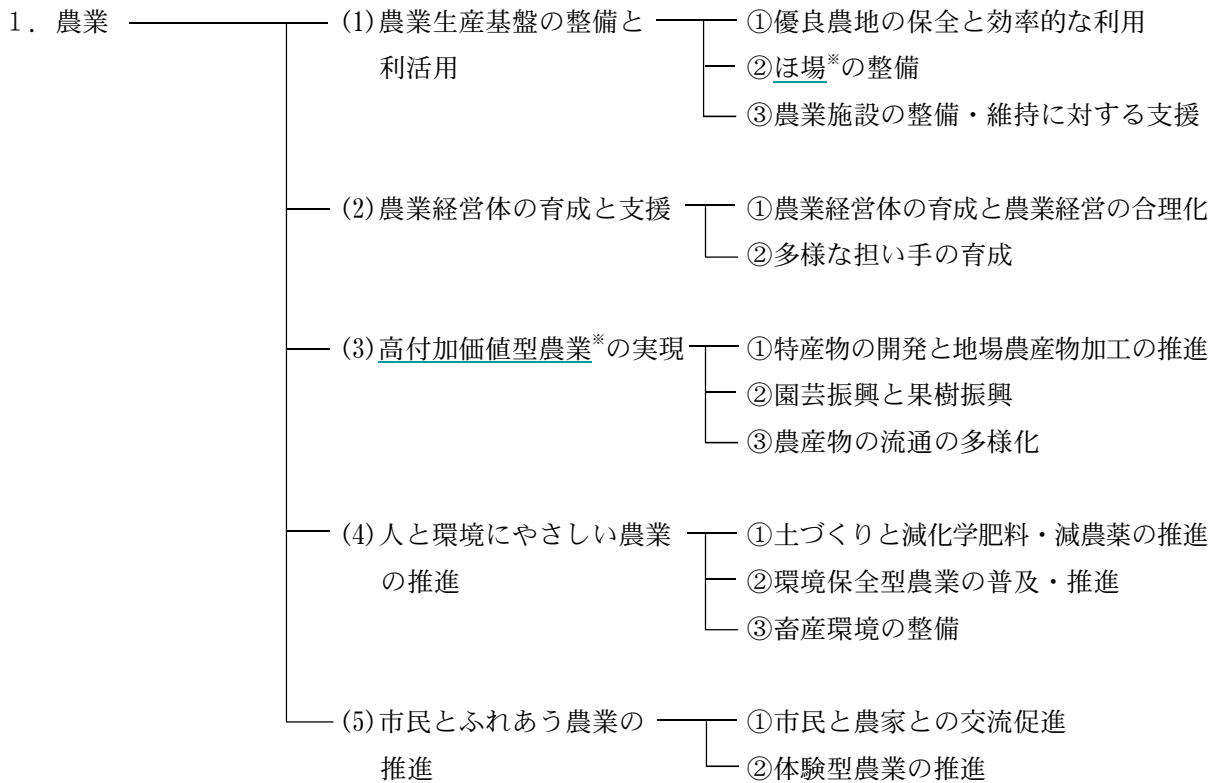 １．農業
(1)農業生産基盤の整備と
利活用
①優良農地の保全と効率的な利用
②ほ場※の整備
③農業施設の整備・維持に対する支援
(2)農業経営体の育成と支援
①農業経営体の育成と農業経営の合理化
②多様な担い手の育成
(3)高付加価値型農業※の実現
①特産物の開発と地場農産物加工の推進
②園芸振興と果樹振興
③農産物の流通の多様化
(4)人と環境にやさしい農業
の推進
①土づくりと減化学肥料・減農薬の推進
②環境保全型農業の普及・推進
③畜産環境の整備
(5)市民とふれあう農業の
推進
①市民と農家との交流促進
②体験型農業の推進